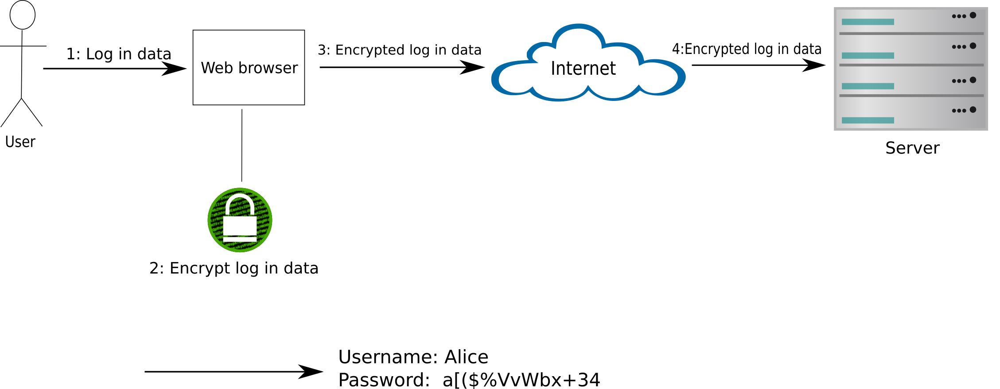 1: Log in data
Web browser
3: Encrypted log in data
Internet
4:Encrypted log in data
User
Server
2: Encrypt log in data
Username: Alice
Password:  a[($%VvWbx+34